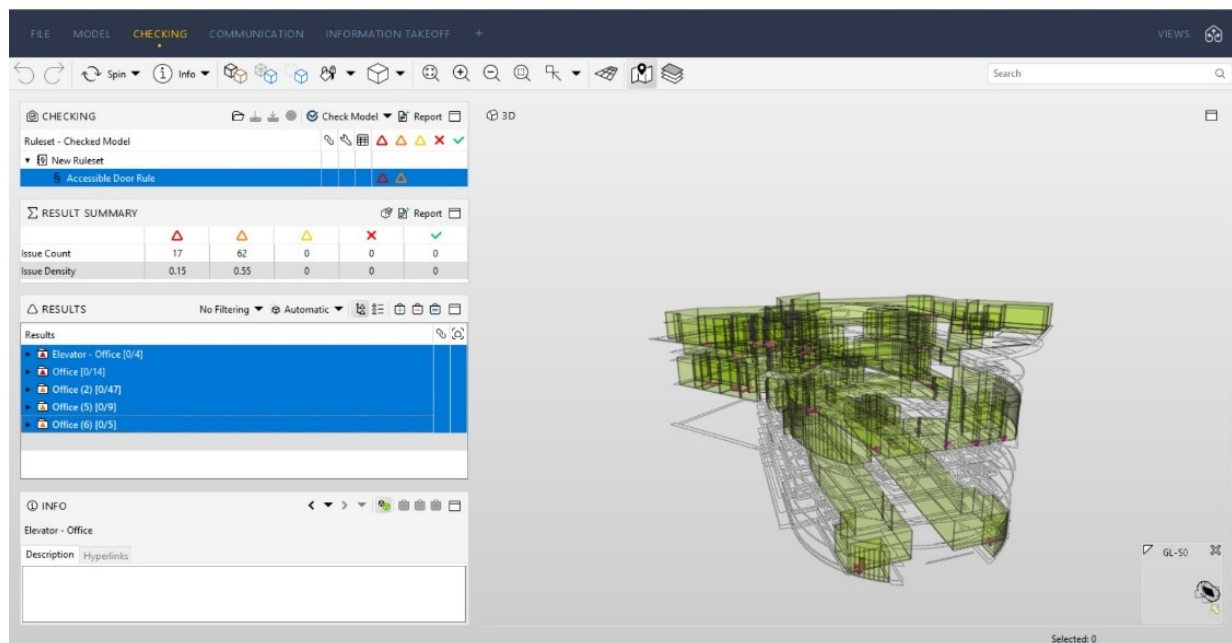 FILE MODEL CHECKING COMMUNICATION INFORMATION TAKEOFF + VIEWS
Spin Info Search
CHECKING Check Model Report
3D
Ruleset - Checked Model
New Ruleset
§ Accessible Door Rule
RESULT SUMMARY Report
Issue Count 17 62 0 0 0
Issue Density 0.15 0.55 0 0 0
RESULTS No Filtering Automatic
Results
Elevator - Office [0/4]
Office [0/14]
Office (2) [0/47]
Office (5) [0/9]
Office (6) [0/5]
INFO
Elevator - Office
Description Hyperlinks
GL-S0
Selected: 0